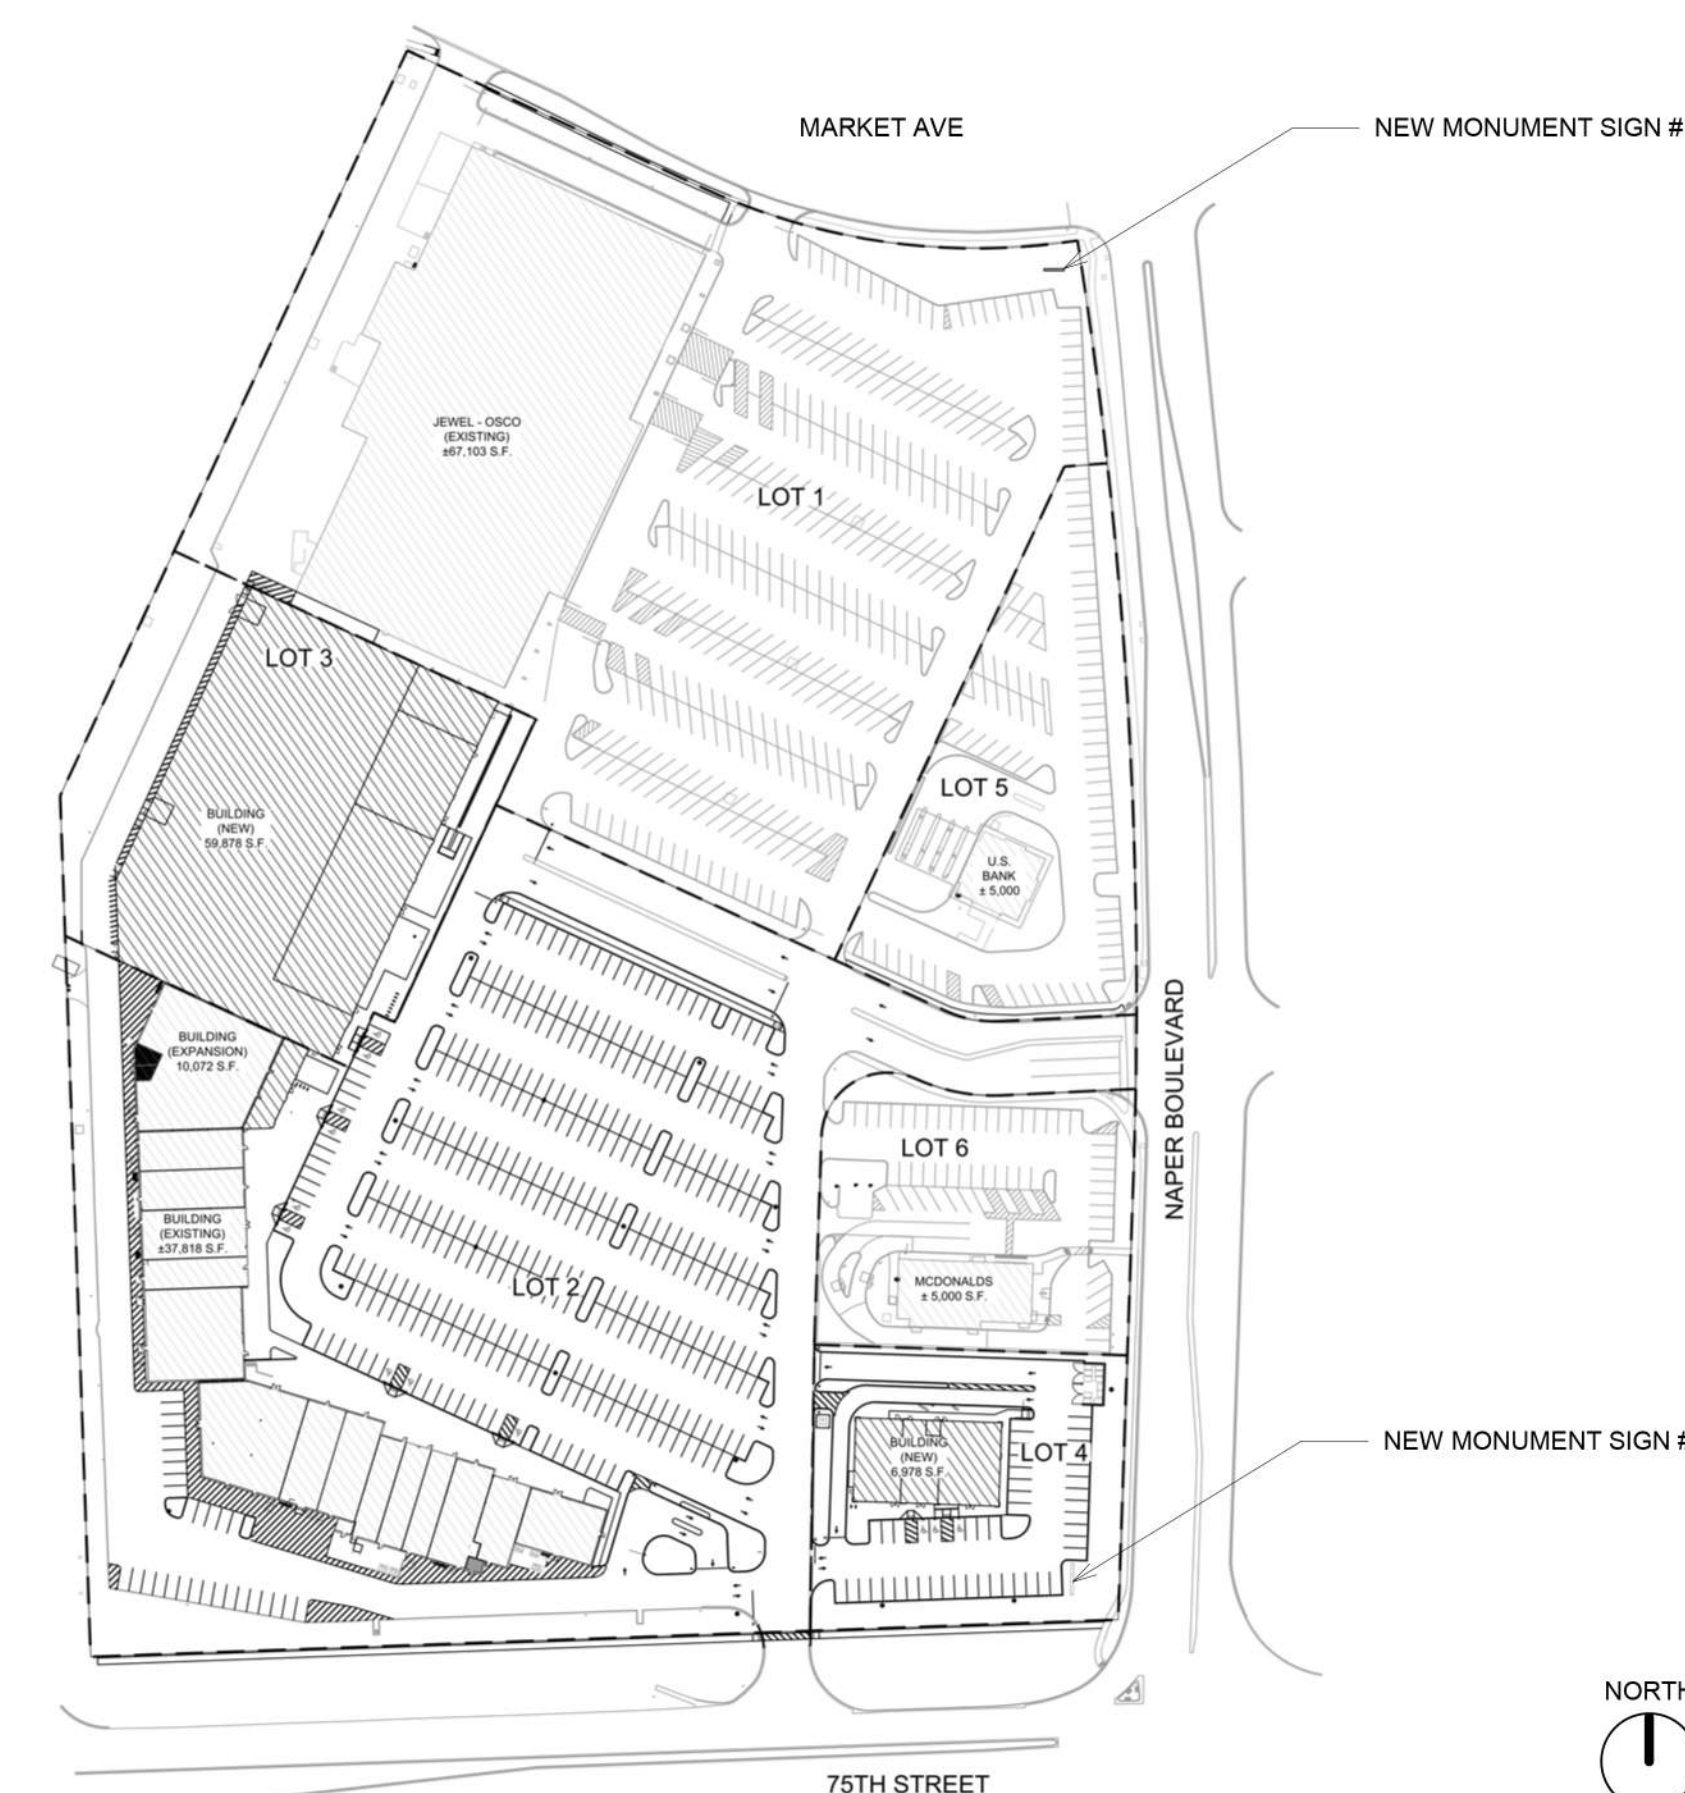 MARKET AVE
NEW MONUMENT SIGN #
JEWEL - OSCO
(EXISTING)
±67,103 S.F.
LOT 1
LOT 3
LOT 5
BUILDING
(NEW)
59,878 S.F.
U.S.
BANK
± 5,000
NAPER BOULEVARD
BUILDING
(EXPANSION)
10,072 S.F.
LOT 6
BUILDING
(EXISTING)
±37,818 S.F.
LOT 2
MCDONALDS
± 5,000 S.F.
BUILDING
(NEW)
6,978 S.F.
LOT 4
NEW MONUMENT SIGN #
NORTH
75TH STREET